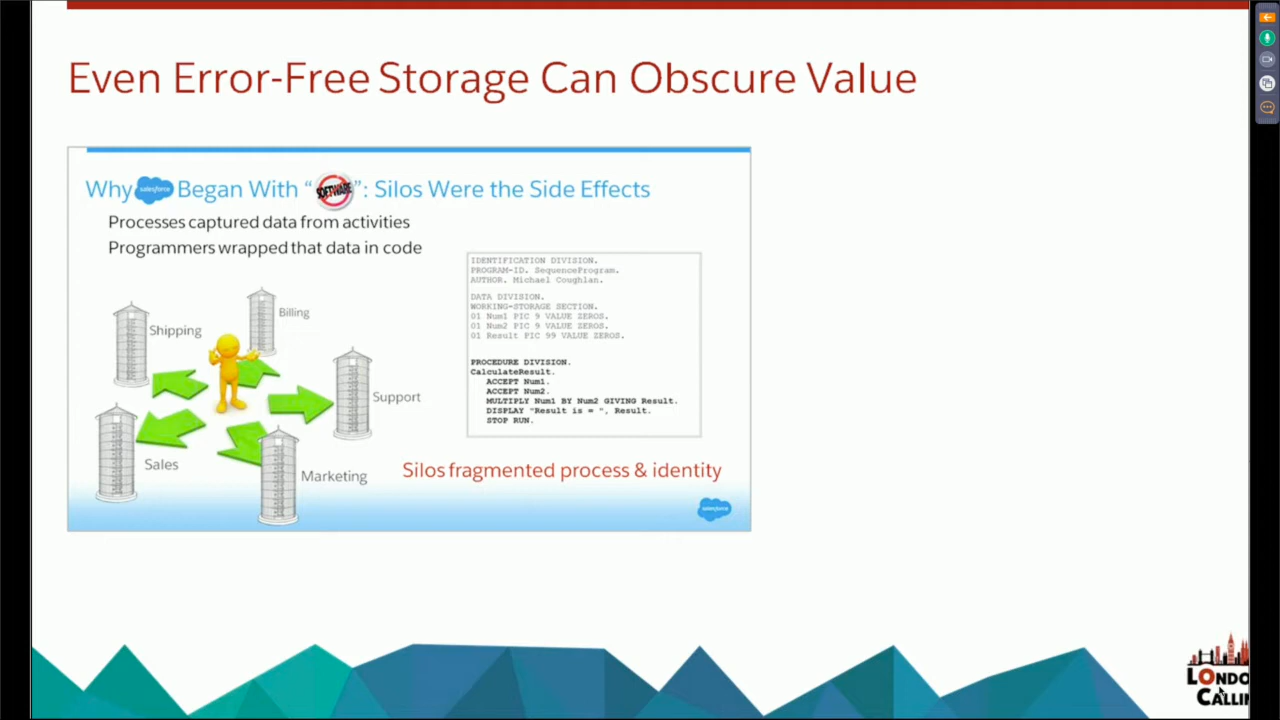 Even Error-Free Storage Can Obscure Value
Why salesforce Began With “SOFTWARE”: Silos Were the Side Effects
Processes captured data from activities
Programmers wrapped that data in code
IDENTIFICATION DIVISION.
PROGRAM-ID. SequenceProgram.
AUTHOR. Michael Coughlan.
DATA DIVISION.
WORKING-STORAGE SECTION.
01 Num1 PIC 9 VALUE ZEROS.
01 Num2 PIC 9 VALUE ZEROS.
01 Result PIC 99 VALUE ZEROS.
PROCEDURE DIVISION.
CalculateResult.
ACCEPT Num1.
ACCEPT Num2.
MULTIPLY Num1 BY Num2 GIVING Result.
DISPLAY "Result is = ", Result.
STOP RUN.
Billing
Shipping
Support
Sales
Marketing
Silos fragmented process & identity
salesforce
LONDO
CALLIN